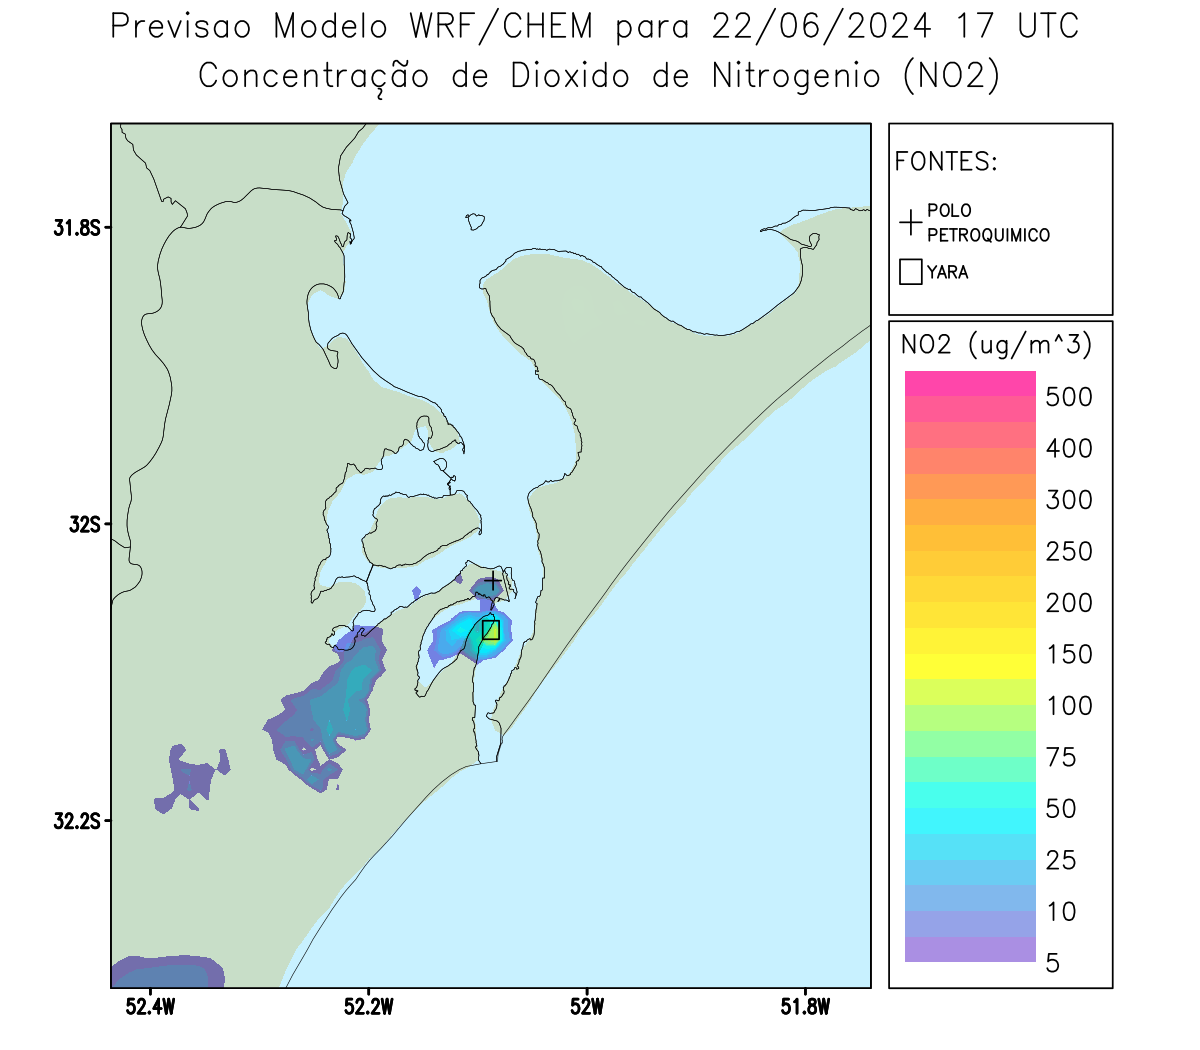 Previsao Modelo WRF/CHEM para 22/06/2024 17 UTC
Concentração de Dioxido de Nitrogenio (NO2)
FONTES:
POLO
PETROQUIMICO
YARA
NO2 (ug/m^3)
500
400
300
250
200
150
100
75
50
25
10
5
31.8S
32S
32.2S
52.4W
52.2W
52W
51.8W